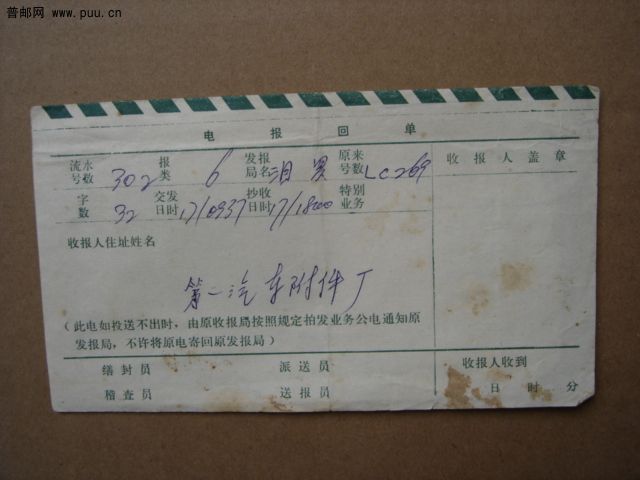 普邮网 www.puu.cn
电报回单
流水号数 302 报类 6 发报局名 汨罗 原来号数 LC269 收报人盖章
字数 32 交发日时 17/0937 抄收日时 17/1800 特别业务
收报人住址姓名
第一汽车附件厂
(此电如投送不出时，由原收报局按照规定拍发业务公电通知原
发报局，不许将原电寄回原发报局)
缮封员 派送员 收报人收到
稽查员 送报员 日 时 分